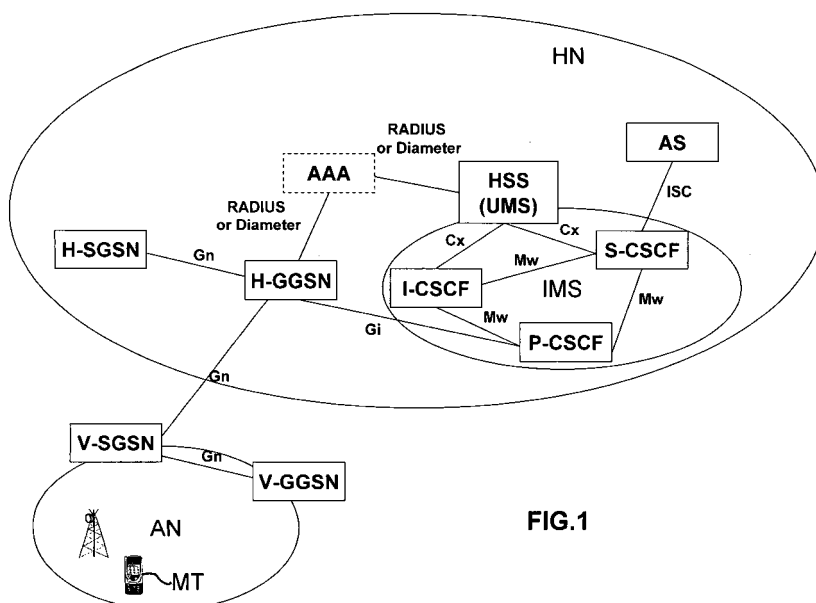 HN
RADIUS
or Diameter
AS
AAA
HSS
(UMS)
ISC
RADIUS
or Diameter
Cx
Cx
H-SGSN
Gn
S-CSCF
Mw
H-GGSN
I-CSCF
IMS
Mw
Mw
Gi
P-CSCF
Gn
V-SGSN
Gn
V-GGSN
AN
FIG.1
MT